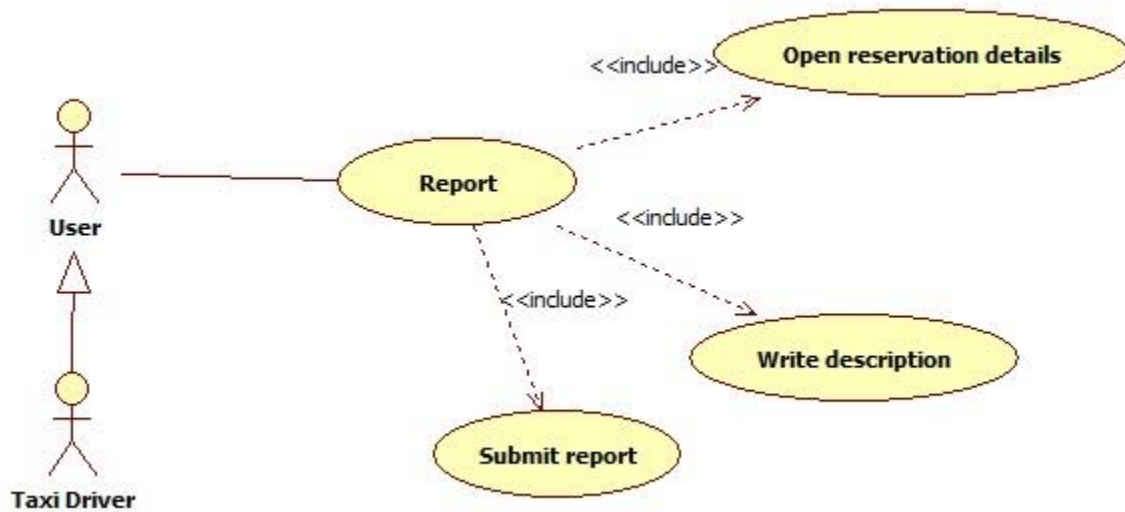 Open reservation details
<<include>>
Report
User
<<include>>
<<include>>
Write description
Submit report
Taxi Driver